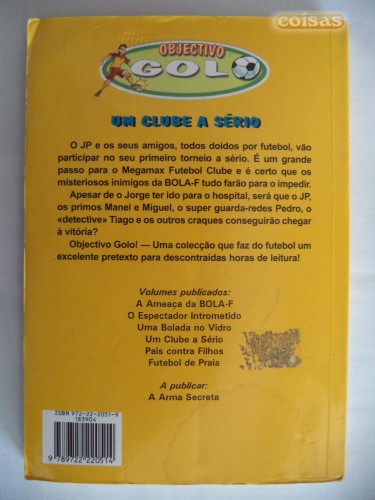 coisas
OBJECTIVO
GOLO
UM CLUBE A SÉRIO
O JP e os seus amigos, todos doidos por futebol, vão
participar no seu primeiro torneio a sério. É um grande
passo para o Megamax Futebol Clube e é certo que os
misteriosos inimigos da BOLA-F tudo farão para o impedir.
Apesar de o Jorge ter ido para o hospital, será que o JP,
os primos Manel e Miguel, o super guarda-redes Pedro, o
«detective» Tiago e os outros craques conseguirão chegar
à vitória?
Objectivo Golo! — Uma colecção que faz do futebol um
excelente pretexto para descontraídas horas de leitura!
Volumes publicados:
A Ameaça da BOLA-F
O Espectador Intrometido
Uma Bolada no Vidro
Um Clube a Sério
Pais contra Filhos
Futebol de Praia
A publicar:
A Arma Secreta
ISBN 972-22-2051-9
183904
9 789722 220514